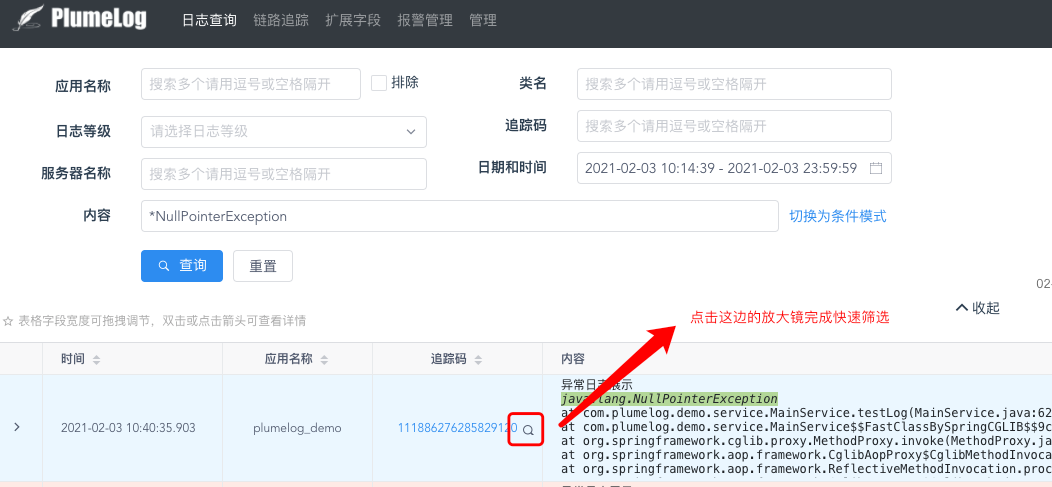 PlumeLog 日志查询 链路追踪 扩展字段 报警管理 管理
应用名称 搜索多个请用逗号或空格隔开 排除 类名 搜索多个请用逗号或空格隔开
日志等级 请选择日志等级 追踪码 搜索多个请用逗号或空格隔开
服务器名称 搜索多个请用逗号或空格隔开 日期和时间 2021-02-03 10:14:39 - 2021-02-03 23:59:59
内容 *NullPointerException 切换为条件模式
查询 重置
02-
收起
表格字段宽度可拖拽调节，双击或点击箭头可查看详情
点击这边的放大镜完成快速筛选
时间 应用名称 追踪码 内容
异常日志展示
java.lang.NullPointerException
at com.plumelog.demo.service.MainService.testLog(MainService.java:62
2021-02-03 10:40:35.903 plumelog_demo 111886276285829120
at com.plumelog.demo.service.MainService$$FastClassBySpringCGLIB$$9c
at org.springframework.cglib.proxy.MethodProxy.invoke(MethodProxy.ja
at org.springframework.aop.framework.CglibAopProxy$CglibMethodInvoca
at org.springframework.aop.framework.ReflectiveMethodInvocation.proc